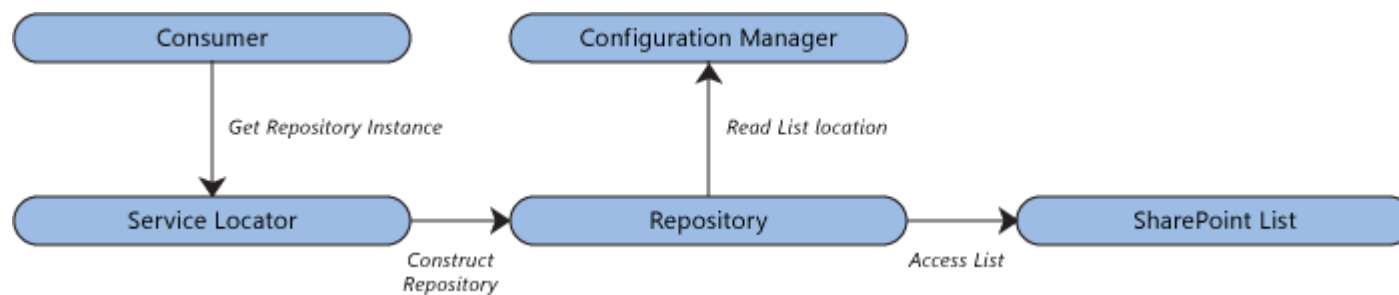 Consumer
Configuration Manager
Get Repository Instance
Read List location
Service Locator
Repository
SharePoint List
Construct
Repository
Access List